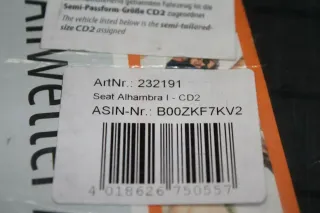 Semi-Passform-Größe CD2 zugeordnet
The vehicle listed below is the semi-tailored-
size CD2 assigned
Allwetter
ArtNr.: 232191
Seat Alhambra I - CD2
ASIN-Nr.: B00ZKF7KV2
4 018626 750557